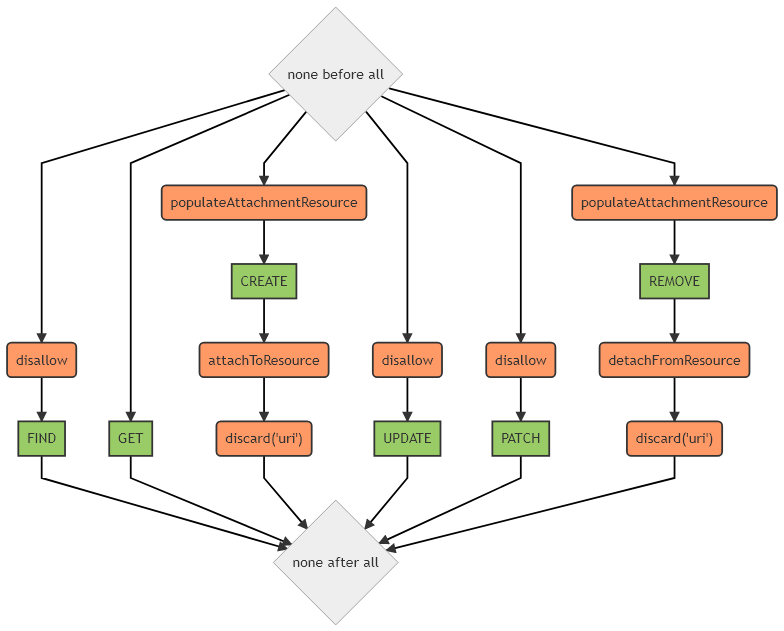 none before all
populateAttachmentResource
populateAttachmentResource
CREATE
REMOVE
disallow
attachToResource
disallow
disallow
detachFromResource
FIND
GET
discard('uri')
UPDATE
PATCH
discard('uri')
none after all